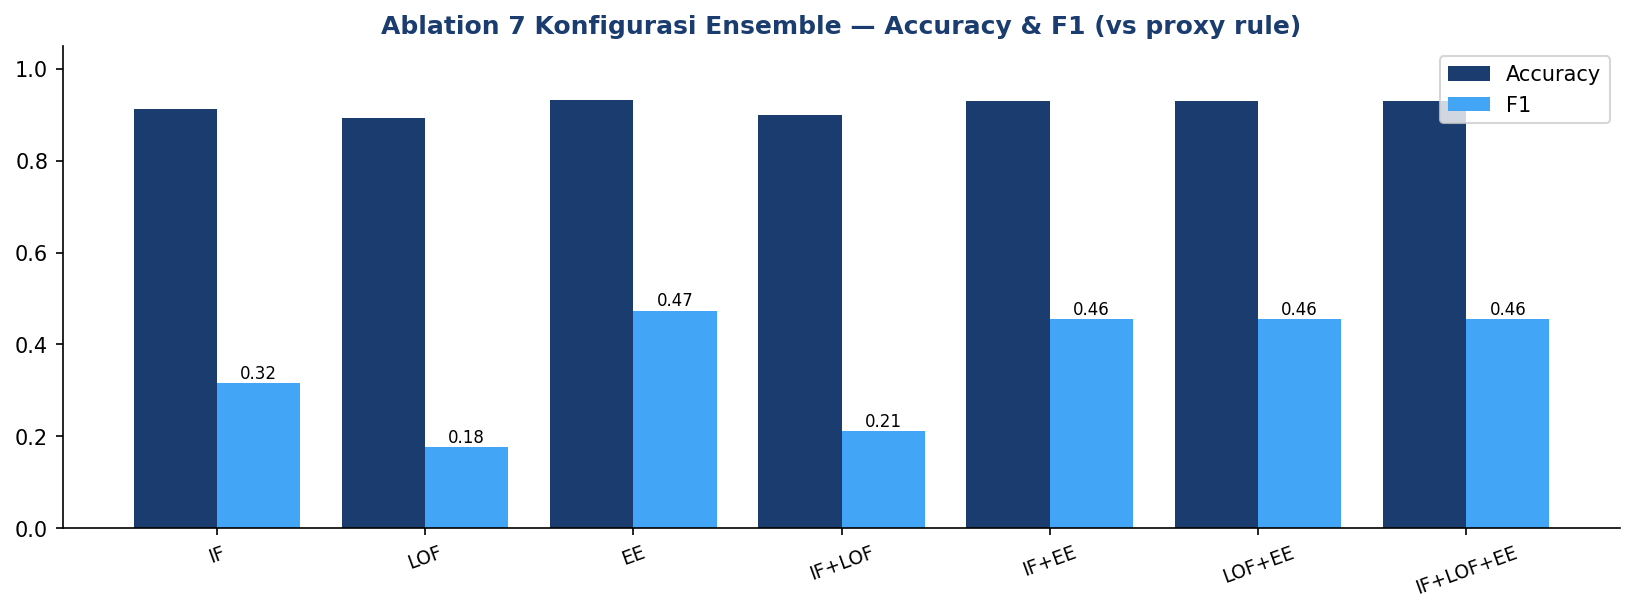 Ablation 7 Konfigurasi Ensemble — Accuracy & F1 (vs proxy rule)
Accuracy
F1
1.0
0.8
0.6
0.4
0.2
0.0
0.32
0.18
0.47
0.21
0.46
0.46
0.46
IF
LOF
EE
IF+LOF
IF+EE
LOF+EE
IF+LOF+EE